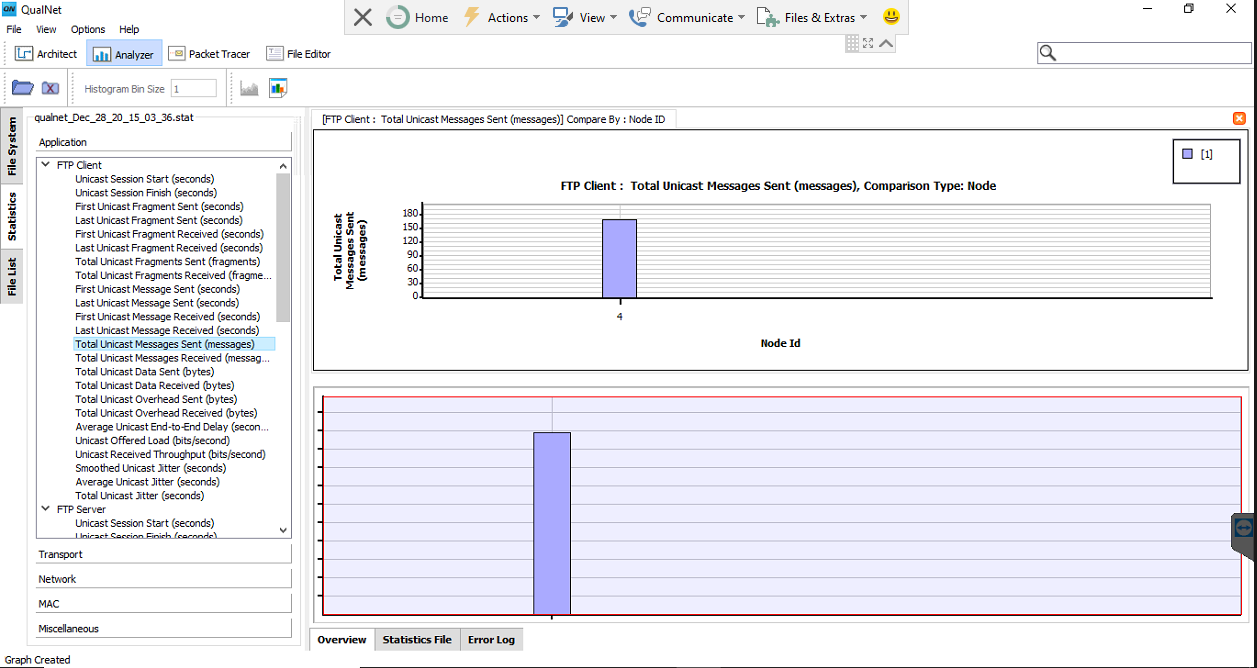 QN QualNet
Home Actions View Communicate Files & Extras
File View Options Help
Architect Analyzer Packet Tracer File Editor
Histogram Bin Size 1
File System
Statistics
File List
qualnet_Dec_28_20_15_03_36.stat
Application
FTP Client
Unicast Session Start (seconds)
Unicast Session Finish (seconds)
First Unicast Fragment Sent (seconds)
Last Unicast Fragment Sent (seconds)
First Unicast Fragment Received (seconds)
Last Unicast Fragment Received (seconds)
Total Unicast Fragments Sent (fragments)
Total Unicast Fragments Received (fragme...
First Unicast Message Sent (seconds)
Last Unicast Message Sent (seconds)
First Unicast Message Received (seconds)
Last Unicast Message Received (seconds)
Total Unicast Messages Sent (messages)
Total Unicast Messages Received (messag...
Total Unicast Data Sent (bytes)
Total Unicast Data Received (bytes)
Total Unicast Overhead Sent (bytes)
Total Unicast Overhead Received (bytes)
Average Unicast End-to-End Delay (secon...
Unicast Offered Load (bits/second)
Unicast Received Throughput (bits/second)
Smoothed Unicast Jitter (seconds)
Average Unicast Jitter (seconds)
Total Unicast Jitter (seconds)
FTP Server
Unicast Session Start (seconds)
Unicast Session Finish (seconds)
Transport
Network
MAC
Miscellaneous
Graph Created
[FTP Client : Total Unicast Messages Sent (messages)] Compare By : Node ID
[1]
FTP Client : Total Unicast Messages Sent (messages), Comparison Type: Node
Total Unicast
Messages Sent
(messages)
180
150
120
90
60
30
0
4
Node Id
Overview Statistics File Error Log